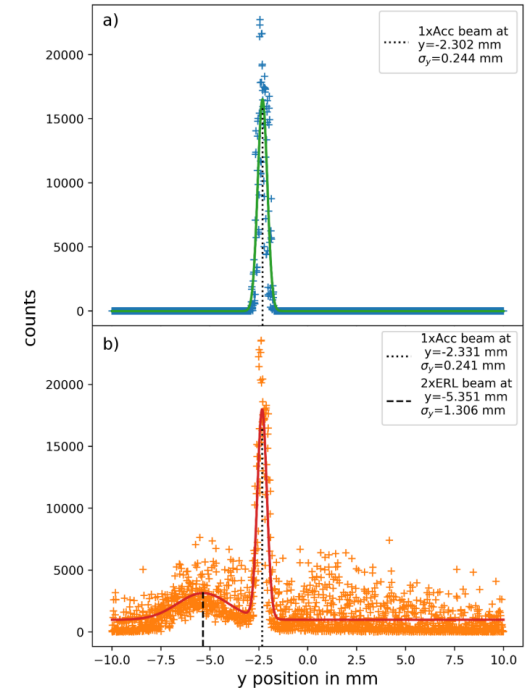 a)
1xAcc beam at
y=-2.302 mm
σy=0.244 mm
20000
15000
10000
5000
0
counts
b)
1xAcc beam at
y=-2.331 mm
σy=0.241 mm
2xERL beam at
y=-5.351 mm
σy=1.306 mm
20000
15000
10000
5000
0
−10.0 −7.5 −5.0 −2.5 0.0 2.5 5.0 7.5 10.0
y position in mm